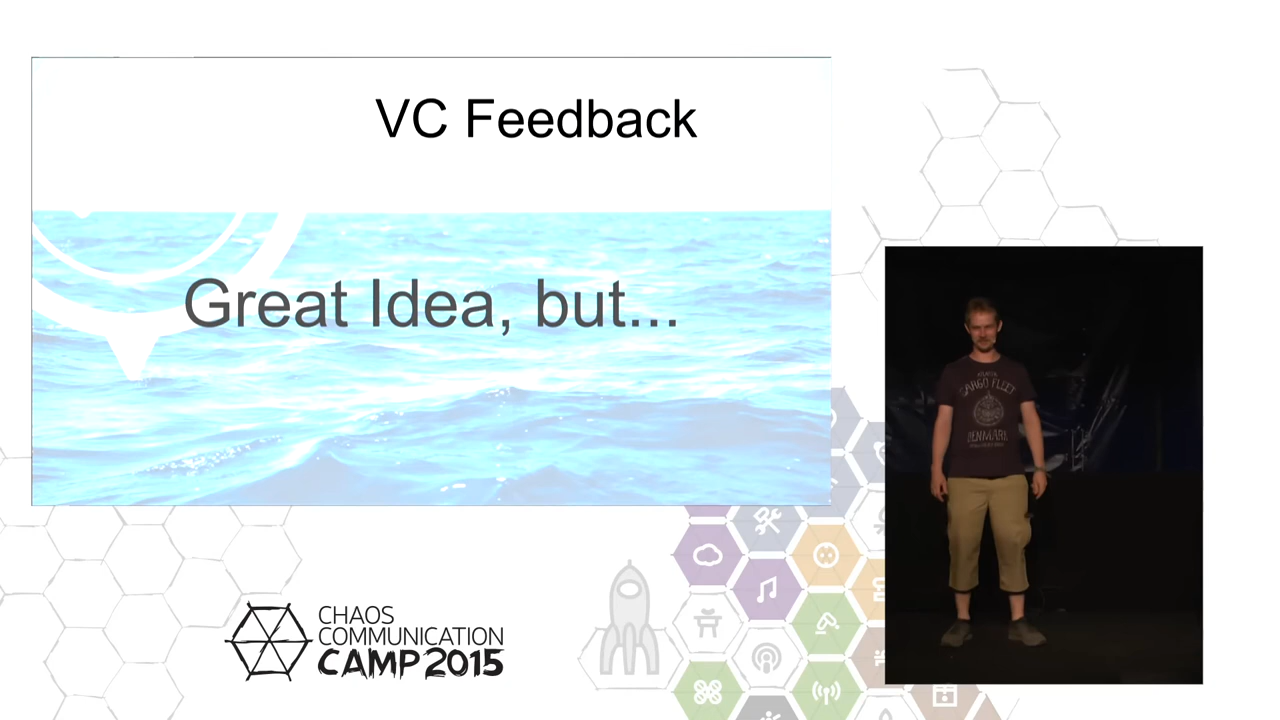 VC Feedback
Great Idea, but...
CARGO FLEET
DENMARK
CHAOS
COMMUNICATION
CAMP 2015